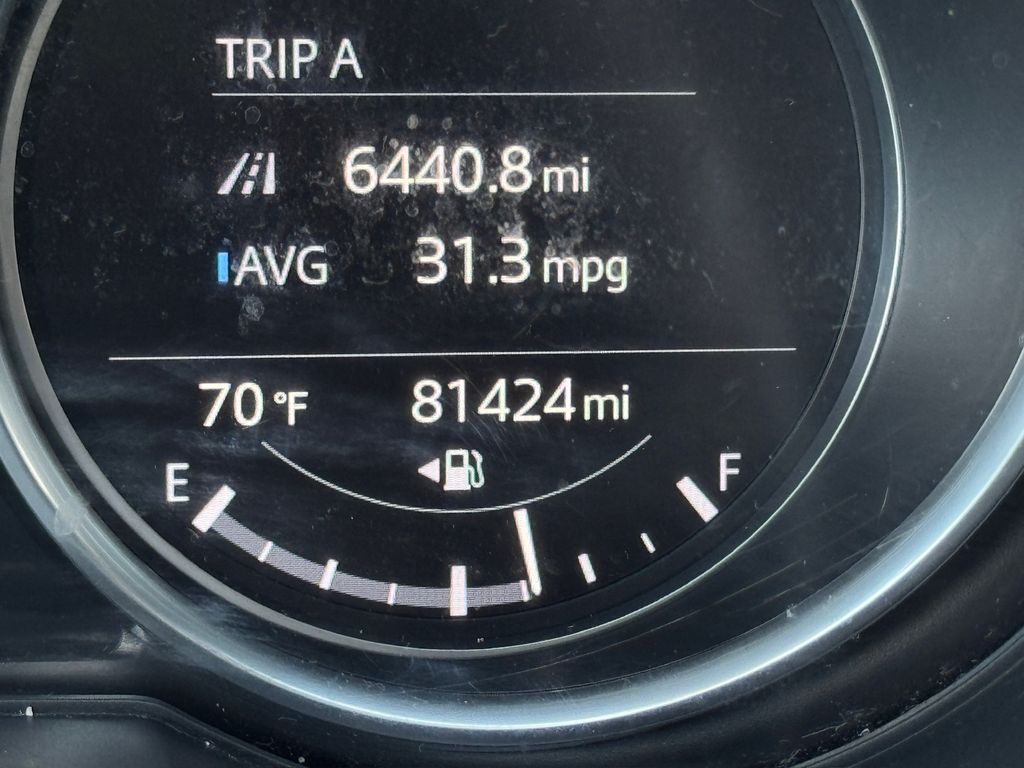 TRIP A
6440.8 mi
AVG 31.3 mpg
70 °F 81424 mi
E F